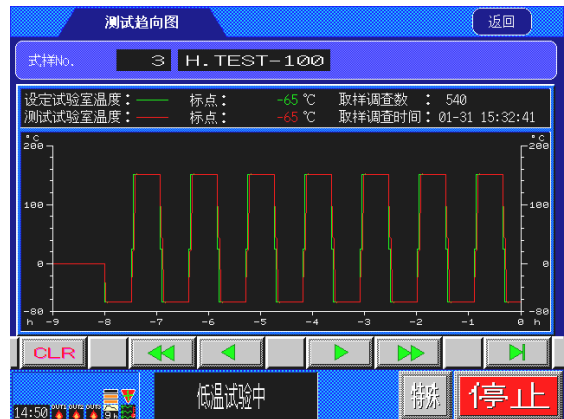 测试趋向图
返回
式样No. 3 H.TEST-100
设定试验室温度： 标点： -65 ℃ 取样调查数 ： 540
测试试验室温度： 标点： -65 ℃ 取样调查时间：01-31 15:32:41
°C °C
200 200
100 100
0 0
-80 -80
h -9 -8 -7 -6 -5 -4 -3 -2 -1 0 h
CLR
低温试验中
特殊
停止
14:50 OUT1 OUT2 OUT3